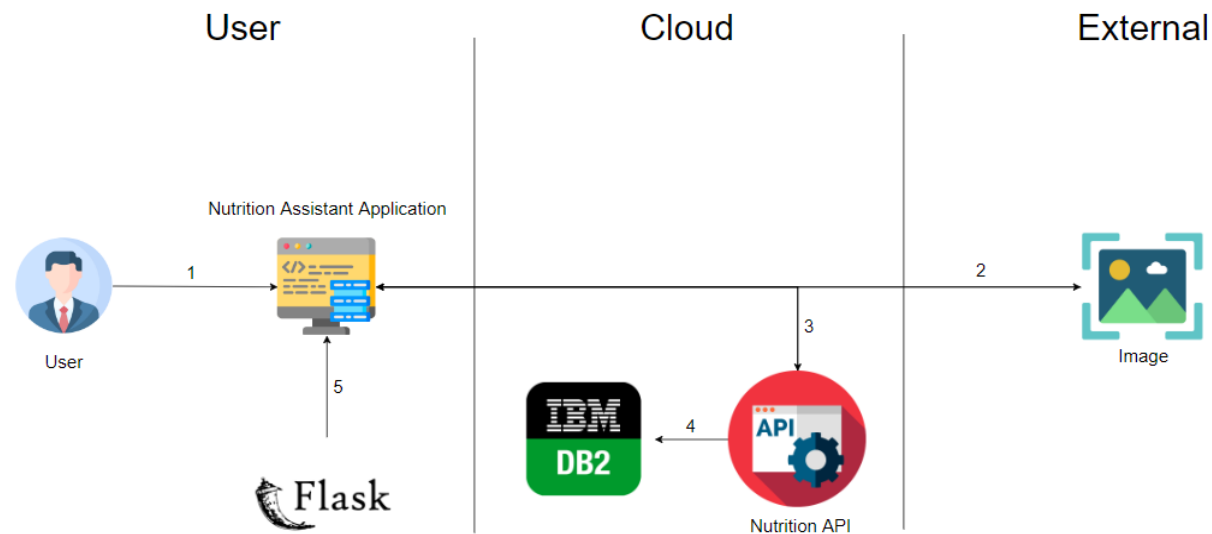 User
Cloud
External
Nutrition Assistant Application
</>
1
2
User
3
Image
5
IBM
DB2
4
API
Flask
Nutrition API